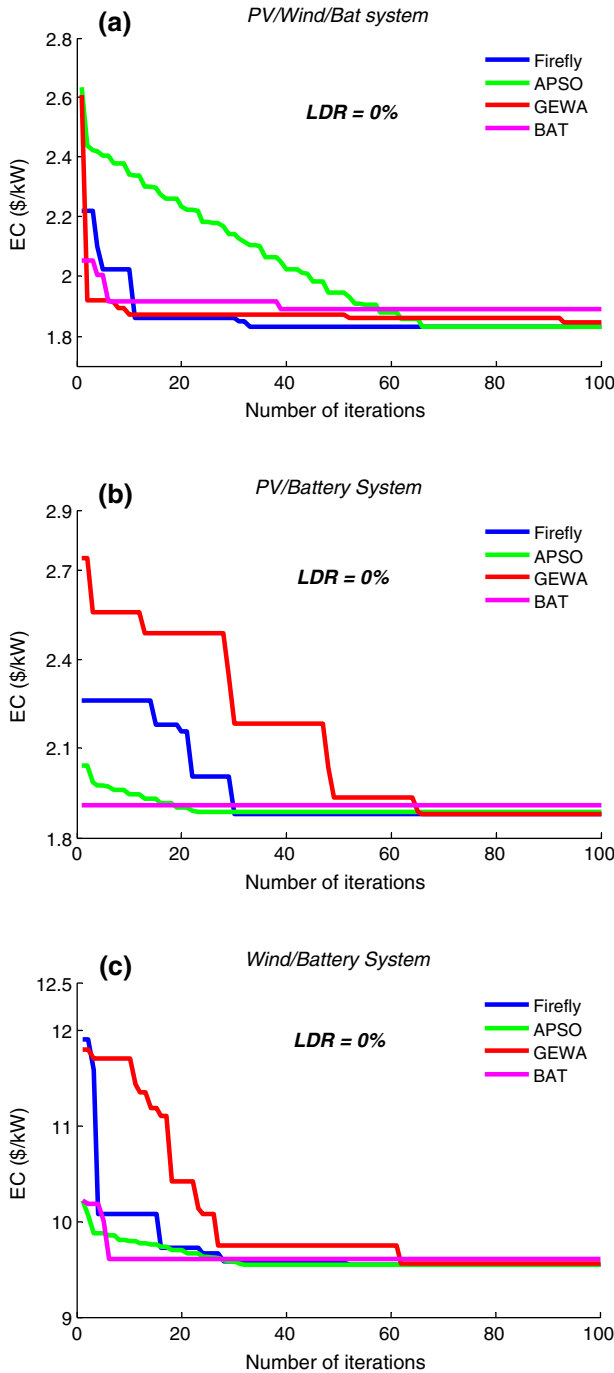 (a)
PV/Wind/Bat system
2.8
2.6
2.4
2.2
2
1.8
EC ($/kW)
Firefly
APSO
GEWA
BAT
LDR = 0%
0 20 40 60 80 100
Number of iterations
(b)
PV/Battery System
2.9
2.7
2.4
2.1
1.8
EC ($/kW)
Firefly
APSO
GEWA
BAT
LDR = 0%
0 20 40 60 80 100
Number of iterations
(c)
Wind/Battery System
12.5
12
11
10
9
EC ($/kW)
Firefly
APSO
GEWA
BAT
LDR = 0%
0 20 40 60 80 100
Number of iterations